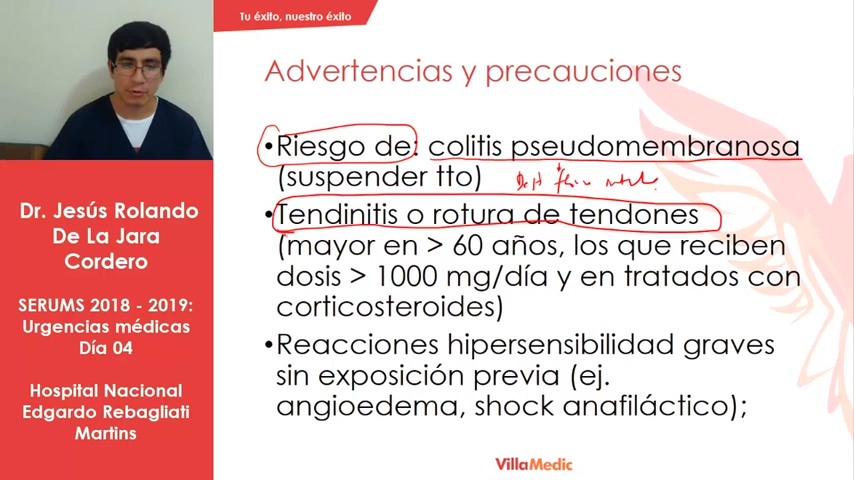 Tu éxito, nuestro éxito
Advertencias y precauciones
•Riesgo de: colitis pseudomembranosa
(suspender tto)
•Tendinitis o rotura de tendones
(mayor en > 60 años, los que reciben
dosis > 1000 mg/día y en tratados con
corticosteroides)
•Reacciones hipersensibilidad graves
sin exposición previa (ej.
angioedema, shock anafiláctico);
Dr. Jesús Rolando
De La Jara
Cordero
SERUMS 2018 - 2019:
Urgencias médicas
Día 04
Hospital Nacional
Edgardo Rebagliati
Martins
VillaMedic